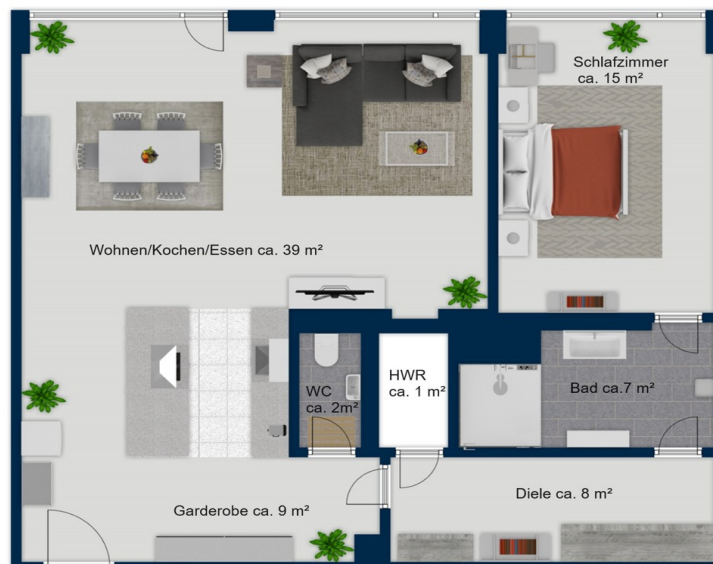 Schlafzimmer
ca. 15 m²
Wohnen/Kochen/Essen ca. 39 m²
WC
ca. 2m²
HWR
ca. 1 m²
Bad ca.7 m²
Garderobe ca. 9 m²
Diele ca. 8 m²